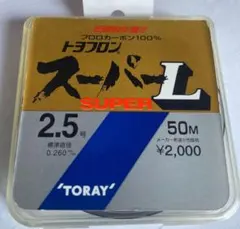 フロロカーボン100%
トヨフロン
スーパーL
SUPER
2.5号
50M
標準直径
0.260mm
メーカー希望小売価格
¥2,000
'TORAY'